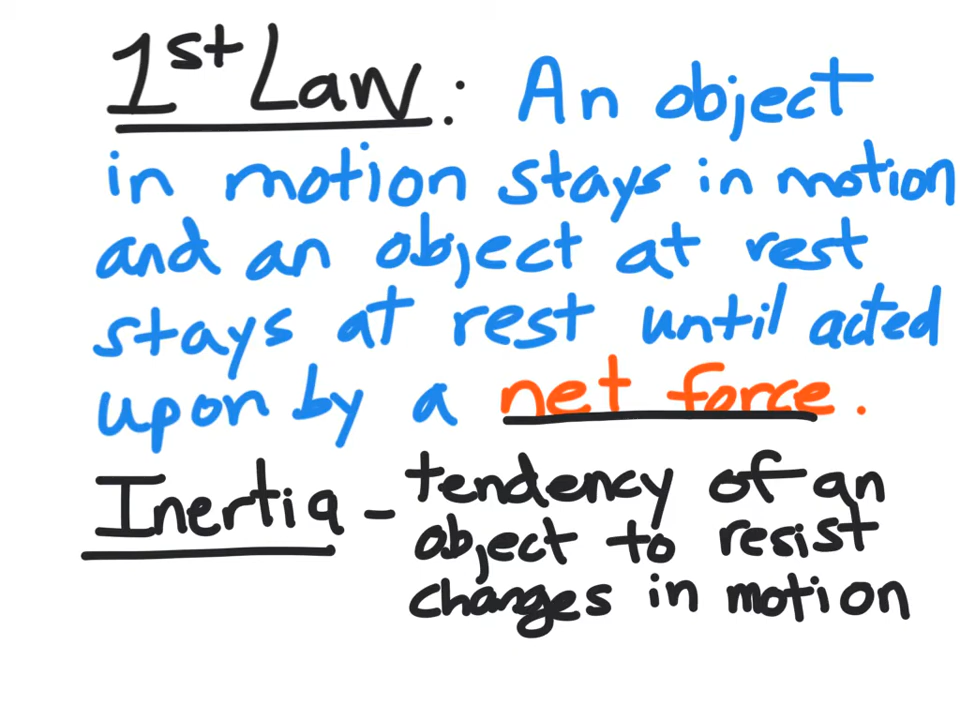 1st Law: An object
in motion stays in motion
and an object at rest
stays at rest until acted
upon by a net force.
Inertia - tendency of an
object to resist
changes in motion